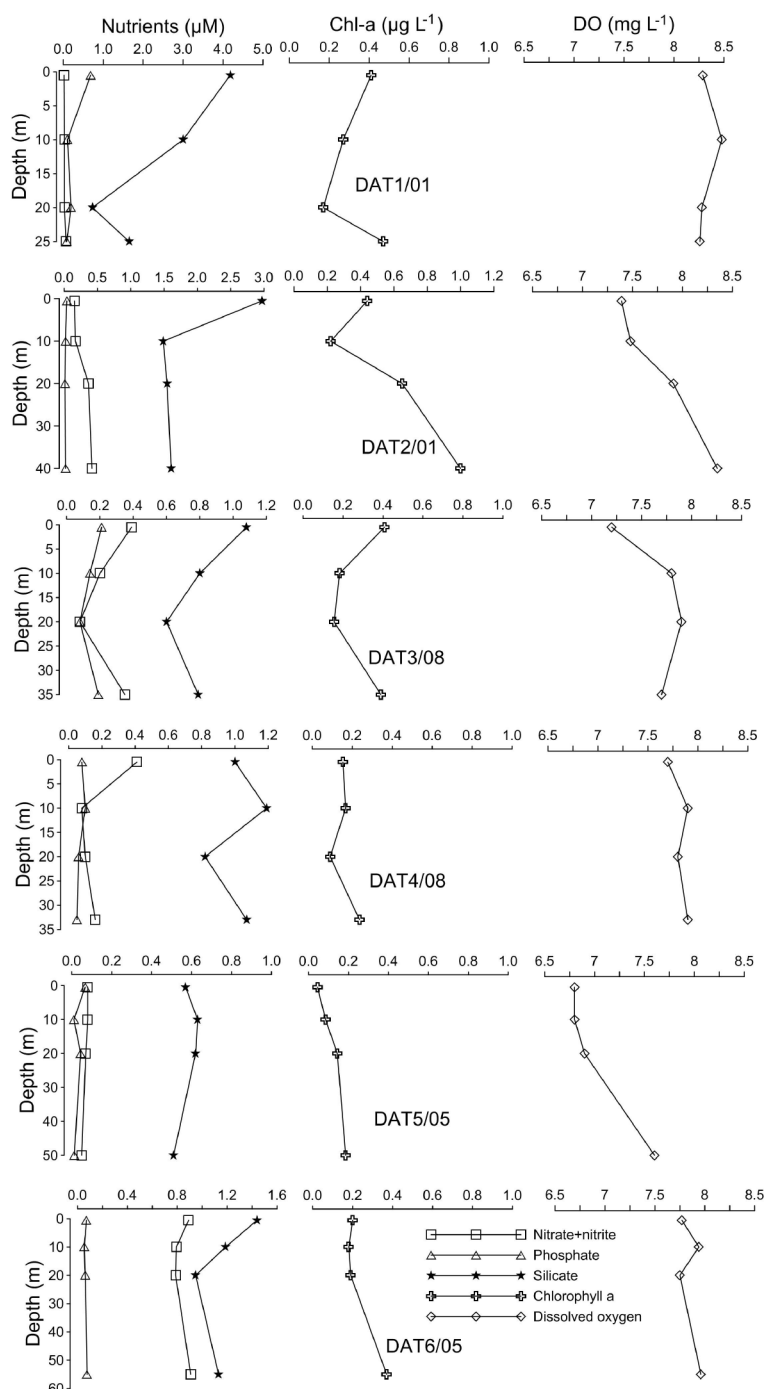 Nutrients (µM) Chl-a (µg L-1) DO (mg L-1)
0.0 1.0 2.0 3.0 4.0 5.0 0.0 0.2 0.4 0.6 0.8 1.0 6.5 7 7.5 8 8.5
Depth (m)
0
5
10
15
20
25
DAT1/01
0.0 0.5 1.0 1.5 2.0 2.5 3.0 0.0 0.2 0.4 0.6 0.8 1.0 1.2 6.5 7 7.5 8 8.5
Depth (m)
0
10
20
30
40
DAT2/01
0.0 0.2 0.4 0.6 0.8 1.0 1.2 0.0 0.2 0.4 0.6 0.8 1.0 6.5 7 7.5 8 8.5
Depth (m)
0
5
10
15
20
25
30
35
DAT3/08
0.0 0.2 0.4 0.6 0.8 1.0 1.2 0.0 0.2 0.4 0.6 0.8 1.0 6.5 7 7.5 8 8.5
Depth (m)
0
5
10
15
20
25
30
35
DAT4/08
0.0 0.2 0.4 0.6 0.8 1.0 0.0 0.2 0.4 0.6 0.8 1.0 6.5 7 7.5 8 8.5
Depth (m)
0
10
20
30
40
50
DAT5/05
0.0 0.4 0.8 1.2 1.6 0.0 0.2 0.4 0.6 0.8 1.0 6.5 7 7.5 8 8.5
Depth (m)
0
10
20
30
40
50
60
Nitrate+nitrite
Phosphate
Silicate
Chlorophyll a
Dissolved oxygen
DAT6/05